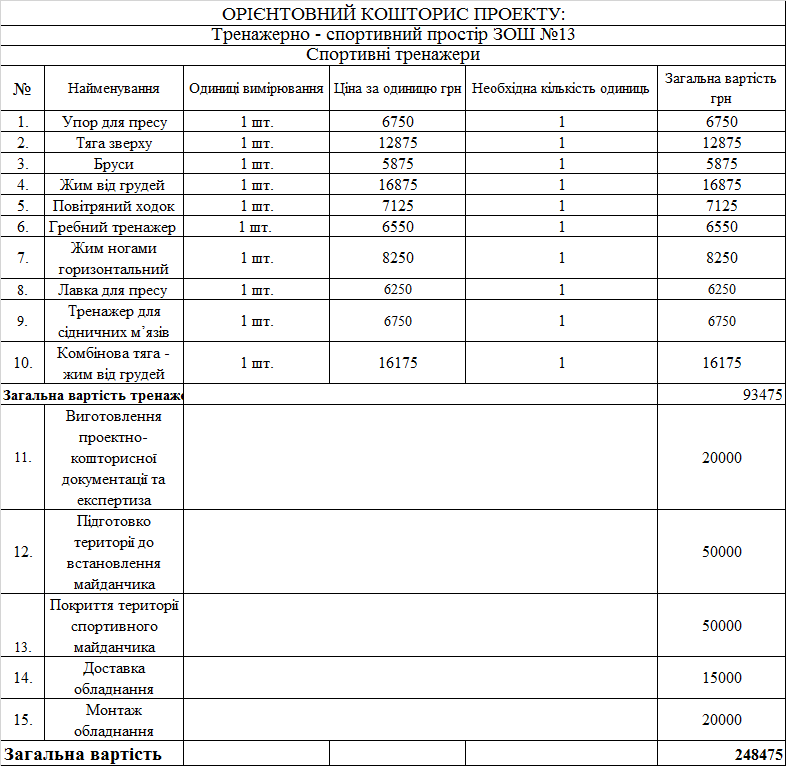 ОРІЄНТОВНИЙ КОШТОРИС ПРОЕКТУ:
Тренажерно - спортивний простір ЗОШ №13
Спортивні тренажери
№ Найменування Одиниці вимірювання Ціна за одиницю грн Необхідна кількість одиниць Загальна вартість
грн
1. Упор для пресу 1 шт. 6750 1 6750
2. Тяга зверху 1 шт. 12875 1 12875
3. Бруси 1 шт. 5875 1 5875
4. Жим від грудей 1 шт. 16875 1 16875
5. Повітряний ходок 1 шт. 7125 1 7125
6. Гребний тренажер 1 шт. 6550 1 6550
7. Жим ногами
горизонтальний 1 шт. 8250 1 8250
8. Лавка для пресу 1 шт. 6250 1 6250
9. Тренажер для
сідничних м’язів 1 шт. 6750 1 6750
10. Комбінова тяга -
жим від грудей 1 шт. 16175 1 16175
Загальна вартість тренаже 93475
11. Виготовлення
проектно-
кошторисної
документації та
експертиза 20000
12. Підготовко
території до
встановлення
майданчика 50000
13. Покриття території
спортивного
майданчика 50000
14. Доставка
обладнання 15000
15. Монтаж
обладнання 20000
Загальна вартість 248475